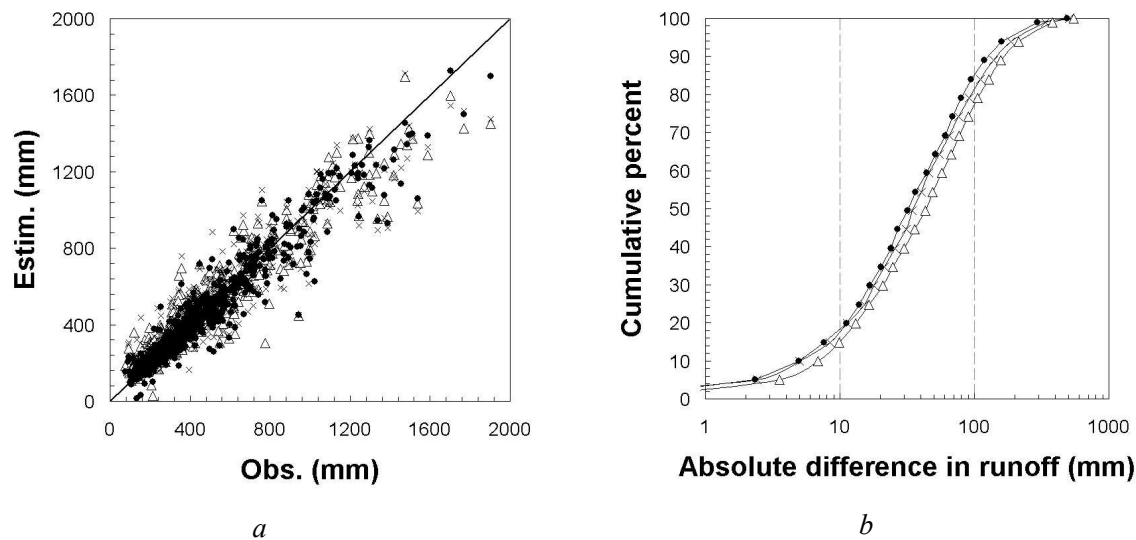 2000
1600
1200
800
400
0
Estim. (mm)
0 400 800 1200 1600 2000
Obs. (mm)
a
100
90
80
70
60
50
40
30
20
10
0
Cumulative percent
1 10 100 1000
Absolute difference in runoff (mm)
b